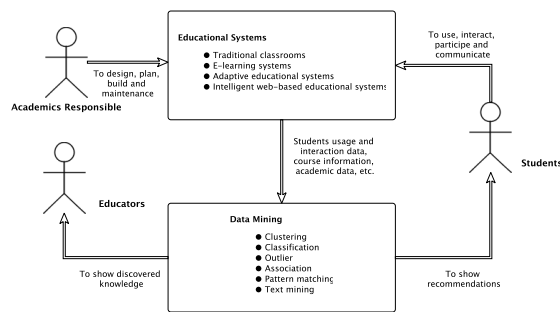 Educational Systems
● Traditional classrooms
● E-learning systems
● Adaptive educational systems
● Intelligent web-based educational systems
To design, plan,
build and
maintenance
Academics Responsible
To use, interact,
participe and
communicate
Students usage and
interaction data,
course information,
academic data, etc.
Students
Educators
Data Mining
● Clustering
● Classification
● Outlier
● Association
● Pattern matching
● Text mining
To show discovered
knowledge
To show
recommendations